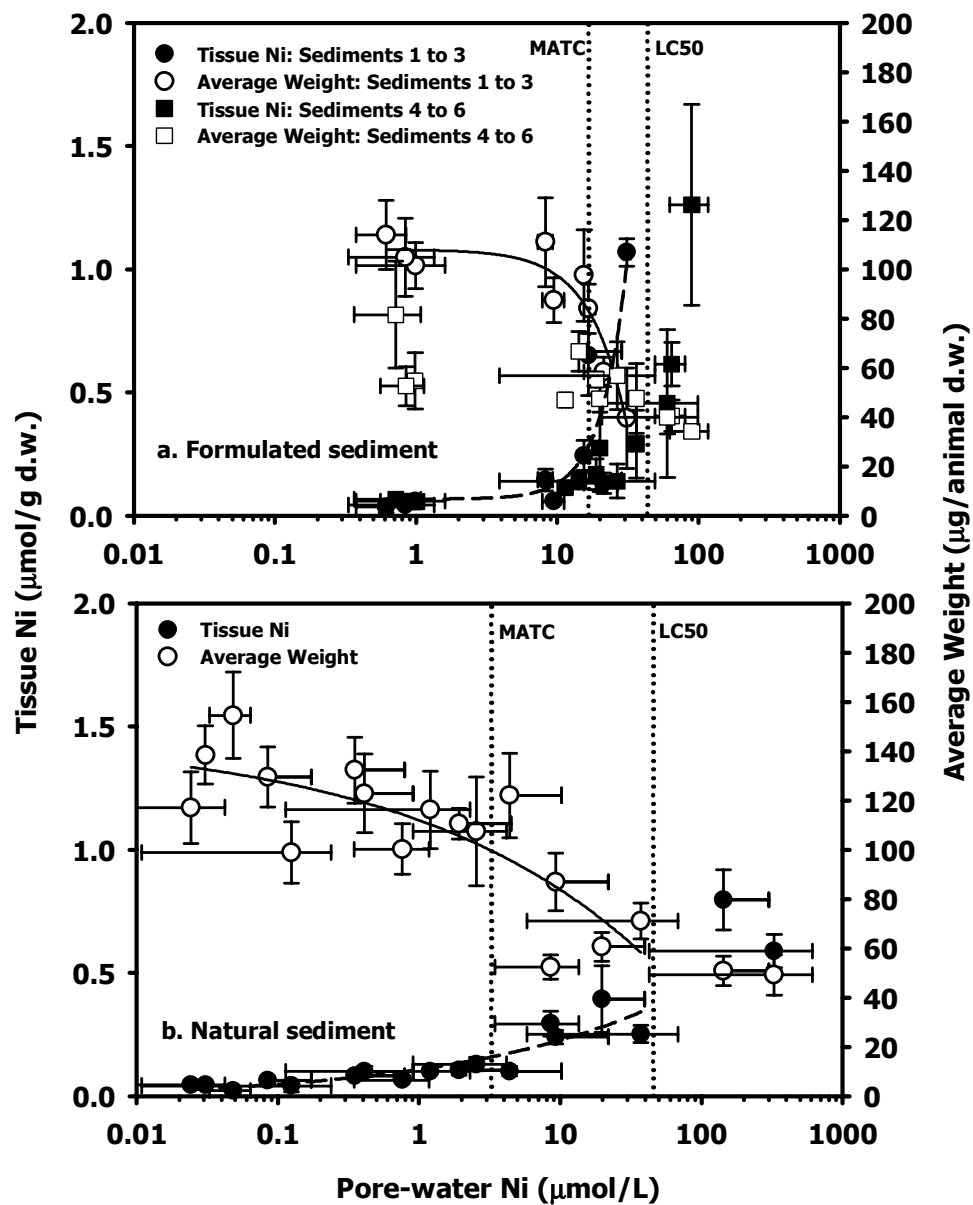 2.0
200
MATC
LC50
Tissue Ni: Sediments 1 to 3
180
Average Weight: Sediments 1 to 3
Tissue Ni: Sediments 4 to 6
160
Average Weight: Sediments 4 to 6
1.5
140
120
1.0
100
80
60
0.5
40
a. Formulated sediment
20
0.0
0
0.01
0.1
1
10
100
1000
Tissue Ni (μmol/g d.w.)
Average Weight (μg/animal d.w.)
2.0
200
Tissue Ni
MATC
LC50
180
Average Weight
160
1.5
140
120
1.0
100
80
60
0.5
40
b. Natural sediment
20
0.0
0
0.01
0.1
1
10
100
1000
Pore-water Ni (μmol/L)